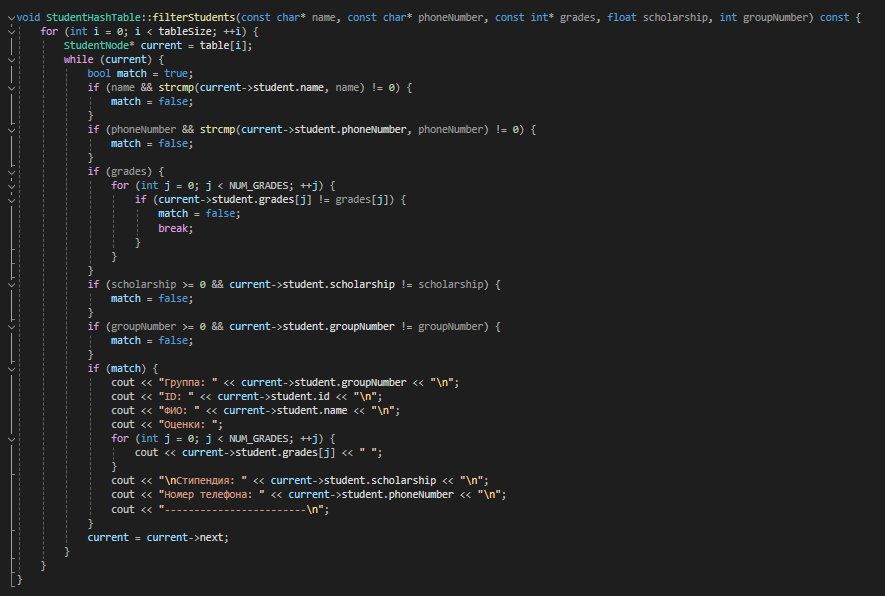 void StudentHashTable::filterStudents(const char* name, const char* phoneNumber, const int* grades, float scholarship, int groupNumber) const {
    for (int i = 0; i < tableSize; ++i) {
        StudentNode* current = table[i];
        while (current) {
            bool match = true;
            if (name && strcmp(current->student.name, name) != 0) {
                match = false;
            }
            if (phoneNumber && strcmp(current->student.phoneNumber, phoneNumber) != 0) {
                match = false;
            }
            if (grades) {
                for (int j = 0; j < NUM_GRADES; ++j) {
                    if (current->student.grades[j] != grades[j]) {
                        match = false;
                        break;
                    }
                }
            }
            if (scholarship >= 0 && current->student.scholarship != scholarship) {
                match = false;
            }
            if (groupNumber >= 0 && current->student.groupNumber != groupNumber) {
                match = false;
            }
            if (match) {
                cout << "Группа: " << current->student.groupNumber << "\n";
                cout << "ID: " << current->student.id << "\n";
                cout << "ФИО: " << current->student.name << "\n";
                cout << "Оценки: ";
                for (int j = 0; j < NUM_GRADES; ++j) {
                    cout << current->student.grades[j] << " ";
                }
                cout << "\nСтипендия: " << current->student.scholarship << "\n";
                cout << "Номер телефона: " << current->student.phoneNumber << "\n";
                cout << "------------------------\n";
            }
            current = current->next;
        }
    }
}